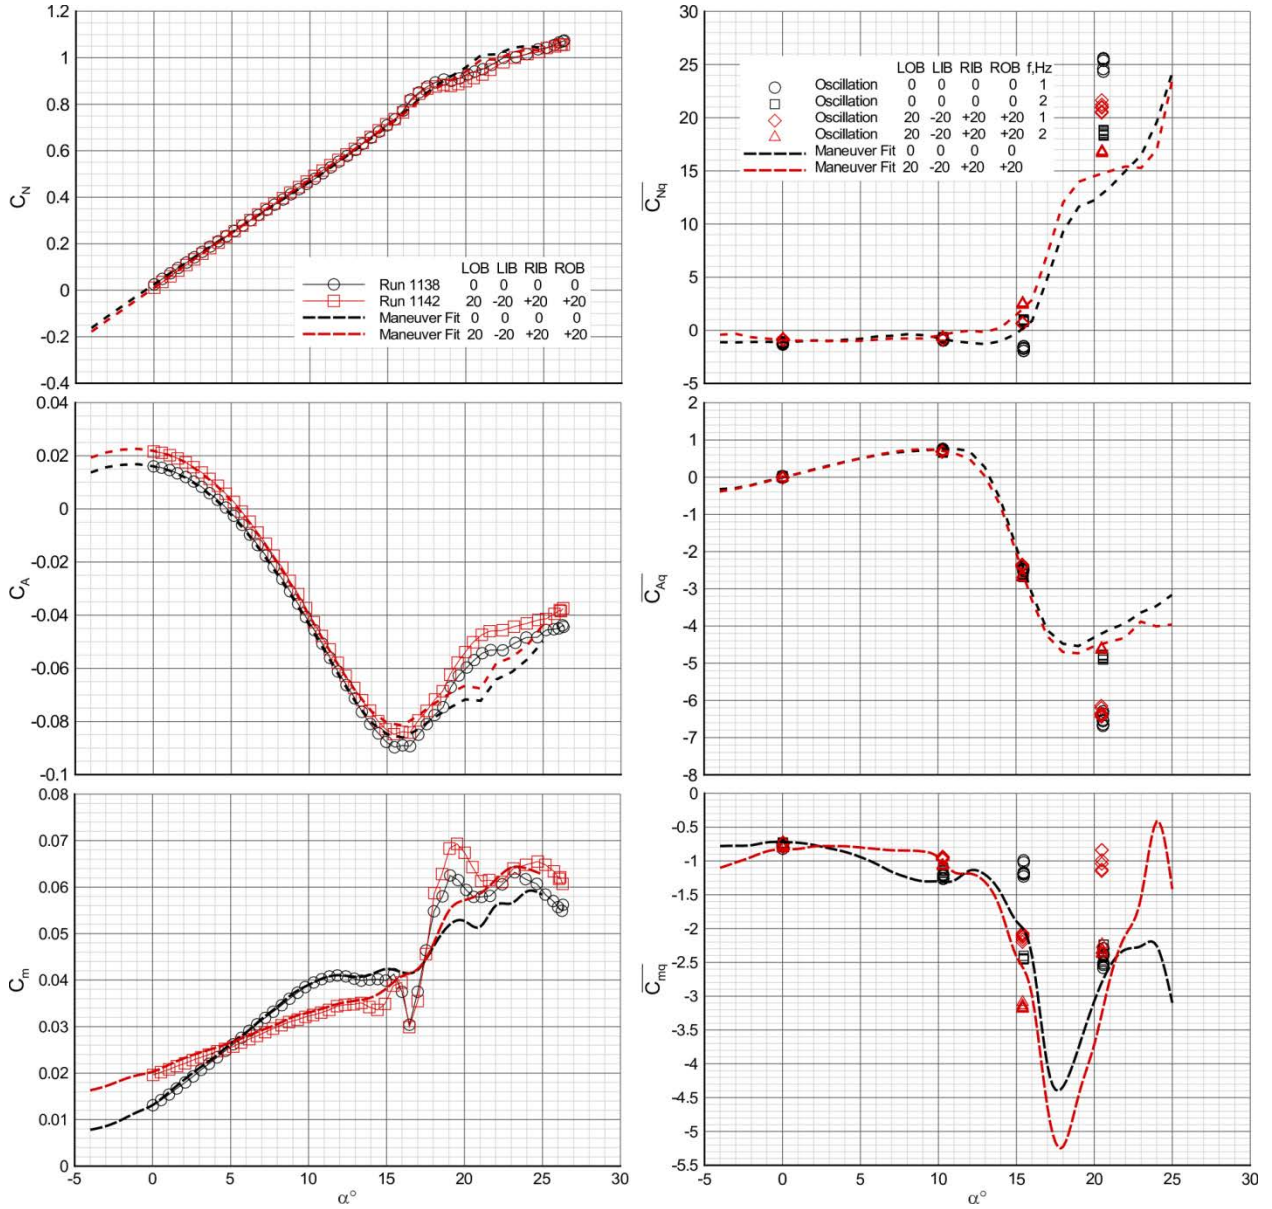 1.2
1
0.8
0.6
0.4
0.2
0
-0.2
-0.4
C_N
LOB LIB RIB ROB
Run 1138 0 0 0 0
Run 1142 20 -20 +20 +20
Maneuver Fit 0 0 0 0
Maneuver Fit 20 -20 +20 +20
30
25
20
15
10
5
0
-5
C_Nq
LOB LIB RIB ROB f,Hz
Oscillation 0 0 0 0 1
Oscillation 0 0 0 0 2
Oscillation 20 -20 +20 +20 1
Oscillation 20 -20 +20 +20 2
Maneuver Fit 0 0 0 0
Maneuver Fit 20 -20 +20 +20
0.04
0.02
0
-0.02
-0.04
-0.06
-0.08
-0.1
C_A
2
1
0
-1
-2
-3
-4
-5
-6
-7
-8
C_Aq
0.08
0.07
0.06
0.05
0.04
0.03
0.02
0.01
0
C_m
-5 0 5 10 15 20 25 30
α°
0
-0.5
-1
-1.5
-2
-2.5
-3
-3.5
-4
-4.5
-5
-5.5
C_mq
-5 0 5 10 15 20 25 30
α°